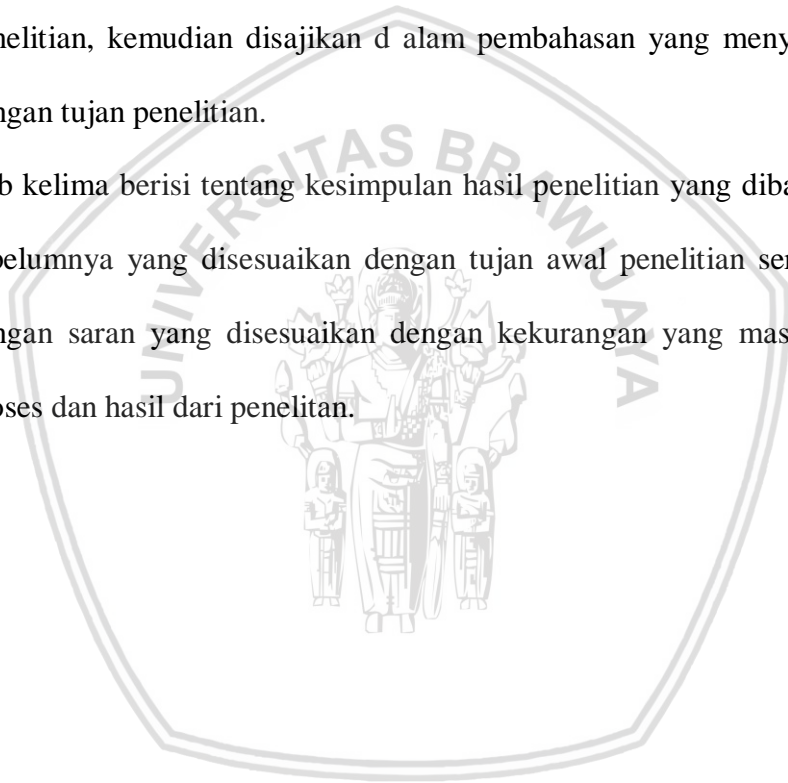 nelitian, kemudian disajikan d alam pembahasan yang meny
ngan tujan penelitian.
b kelima berisi tentang kesimpulan hasil penelitian yang diba
belumnya yang disesuaikan dengan tujan awal penelitian ser
ngan saran yang disesuaikan dengan kekurangan yang mas
oses dan hasil dari penelitan.
UNIVERSITAS BRAWIJAYA